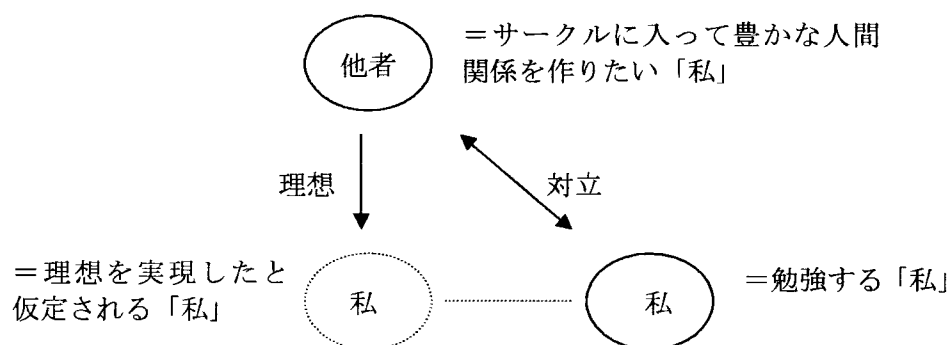 他者
＝サークルに入って豊かな人間
関係を作りたい「私」
理想
対立
＝理想を実現したと
仮定される「私」
私
私
＝勉強する「私」